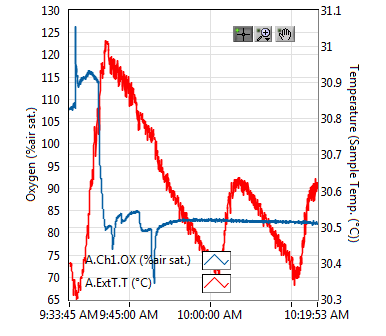 130
125
120
115
110
105
100
95
90
85
80
75
70
65
Oxygen (%air sat.)
31.1
31
30.9
30.8
30.7
30.6
30.5
30.4
30.3
Temperature (Sample Temp. (°C))
A.Ch1.OX (%air sat.)
A.ExtT.T (°C)
9:33:45 AM
9:45:00 AM
10:00:00 AM
10:19:53 AM